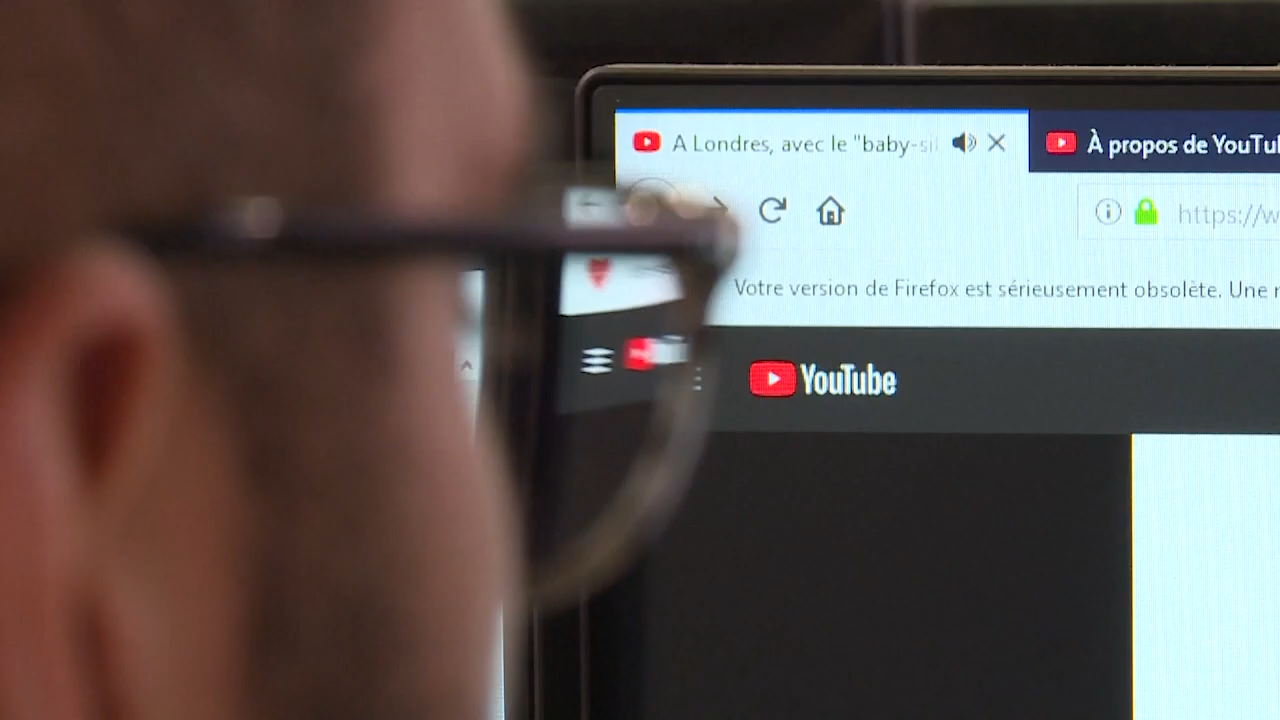 A Londres, avec le "baby-si
À propos de YouTu
https://w
Votre version de Firefox est sérieusement obsolète. Une
YouTube